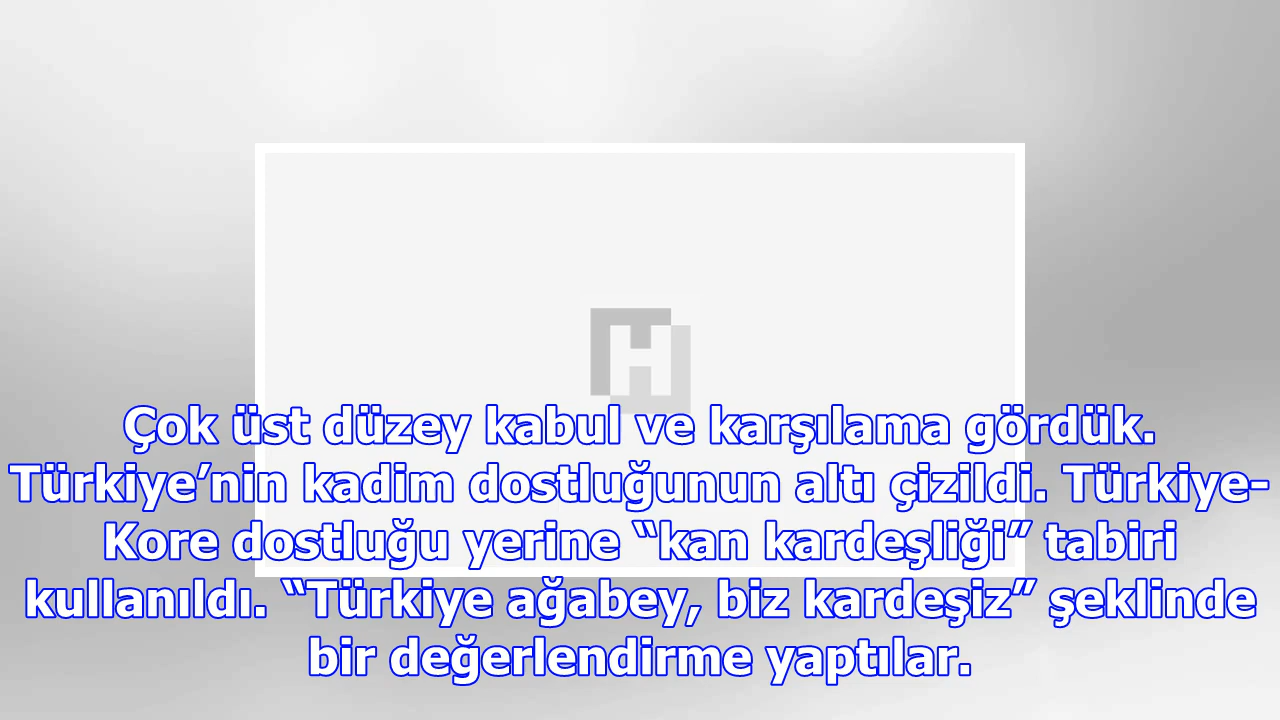 H
Çok üst düzey kabul ve karşılama gördük.
Türkiye’nin kadim dostluğunun altı çizildi. Türkiye-
Kore dostluğu yerine “kan kardeşliği” tabiri
kullanıldı. “Türkiye ağabey, biz kardeşiz” şeklinde
bir değerlendirme yaptılar.